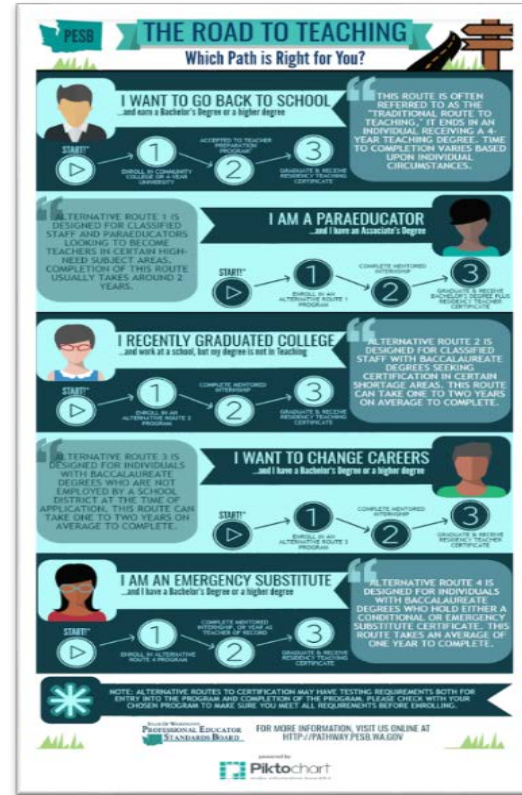 PESB
THE ROAD TO TEACHING
Which Path is Right for You?
I WANT TO GO BACK TO SCHOOL
...and earn a Bachelor's Degree or a higher degree
START!"
1
ENROLL IN COMMUNITY
COLLEGE OR 4-YEAR
UNIVERSITY
ACCEPTED TO TEACHER
PREPARATION
PROGRAM"
2
3
GRADUATE & RECEIVE
RESIDENCY TEACHING
CERTIFICATE
THIS ROUTE IS OFTEN
REFERRED TO AS THE
"TRADITIONAL ROUTE TO
TEACHING," IT ENDS IN AN
INDIVIDUAL RECEIVING A 4-
YEAR TEACHING DEGREE. TIME
TO COMPLETION VARIES BASED
UPON INDIVIDUAL
CIRCUMSTANCES.
ALTERNATIVE ROUTE 1 IS
DESIGNED FOR CLASSIFIED
STAFF AND PARAEDUCATORS
LOOKING TO BECOME
TEACHERS IN CERTAIN HIGH-
NEED SUBJECT AREAS.
COMPLETION OF THIS ROUTE
USUALLY TAKES AROUND 2
YEARS.
I AM A PARAEDUCATOR
...and I have an Associate's Degree
START!"
1
ENROLL IN AN
ALTERNATIVE ROUTE 1
PROGRAM
COMPLETE MENTORED
INTERNSHIP
2
3
GRADUATE & RECEIVE
BACHELOR'S DEGREE PLUS
RESIDENCY TEACHER
CERTIFICATE
I RECENTLY GRADUATED COLLEGE
...and work at a school, but my degree is not in Teaching
START!"
1
ENROLL IN AN
ALTERNATIVE ROUTE 2
PROGRAM
COMPLETE MENTORED
INTERNSHIP
2
3
GRADUATE & RECEIVE
RESIDENCY TEACHING
CERTIFICATE
ALTERNATIVE ROUTE 2 IS
DESIGNED FOR CLASSIFIED
STAFF WITH BACCALAUREATE
DEGREES SEEKING
CERTIFICATION IN CERTAIN
SHORTAGE AREAS. THIS ROUTE
CAN TAKE ONE TO TWO YEARS
ON AVERAGE TO COMPLETE.
ALTERNATIVE ROUTE 3 IS
DESIGNED FOR INDIVIDUALS
WITH BACCALAUREATE
DEGREES WHO ARE NOT
EMPLOYED BY A SCHOOL
DISTRICT AT THE TIME OF
APPLICATION. THIS ROUTE CAN
TAKE ONE TO TWO YEARS ON
AVERAGE TO COMPLETE.
I WANT TO CHANGE CAREERS
...and I have a Bachelor's Degree or a higher degree
START!"
1
ENROLL IN AN
ALTERNATIVE ROUTE 3
PROGRAM
COMPLETE MENTORED
INTERNSHIP
2
3
GRADUATE & RECEIVE
RESIDENCY TEACHER
CERTIFICATE
I AM AN EMERGENCY SUBSTITUTE
...and I have a Bachelor's Degree or a higher degree
START!"
1
ENROLL IN ALTERNATIVE
ROUTE 4 PROGRAM
COMPLETE MENTORED
INTERNSHIP, OR YEAR AS
TEACHER OF RECORD
2
3
GRADUATE & RECEIVE
RESIDENCY TEACHING
CERTIFICATE
ALTERNATIVE ROUTE 4 IS
DESIGNED FOR INDIVIDUALS
WITH BACCALAUREATE
DEGREES WHO HOLD EITHER A
CONDITIONAL OR EMERGENCY
SUBSTITUTE CERTIFICATE. THIS
ROUTE TAKES AN AVERAGE OF
ONE YEAR TO COMPLETE.
NOTE: ALTERNATIVE ROUTES TO CERTIFICATION MAY HAVE TESTING REQUIREMENTS BOTH FOR
ENTRY INTO THE PROGRAM AND COMPLETION OF THE PROGRAM. PLEASE CHECK WITH YOUR
CHOSEN PROGRAM TO MAKE SURE YOU MEET ALL REQUIREMENTS BEFORE ENROLLING.
STATE OF WASHINGTON
PROFESSIONAL EDUCATOR
STANDARDS BOARD
FOR MORE INFORMATION, VISIT US ONLINE AT
HTTP://PATHWAY.PESB.WA.GOV
powered by
Piktochart